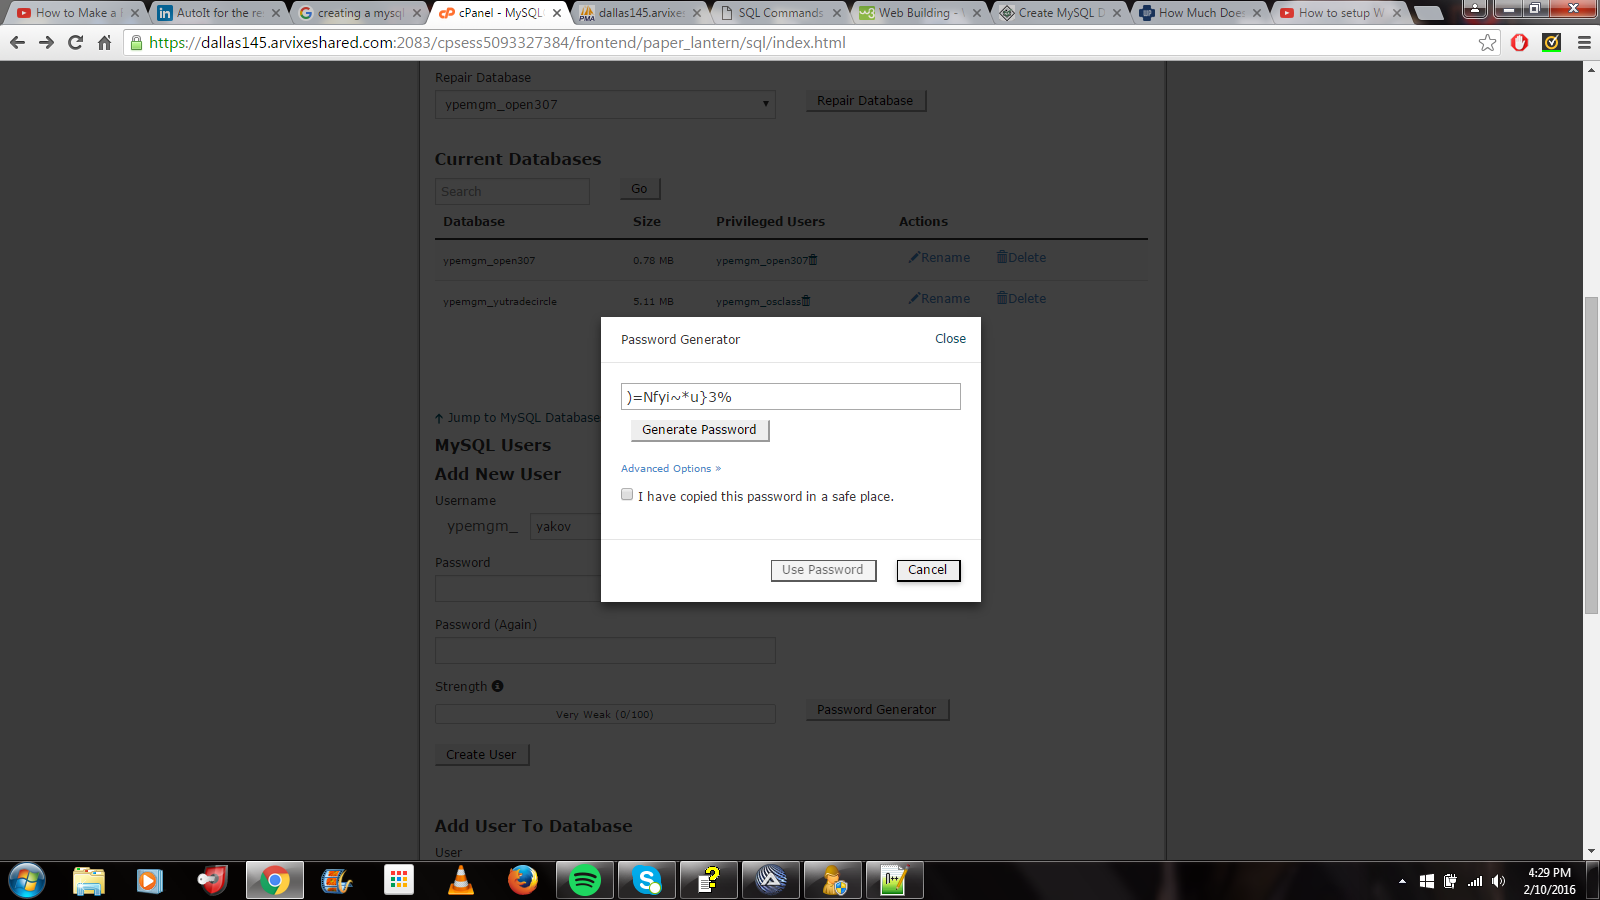 How to Make a
AutoIt for the re
creating a mysql
cPanel - MySQL
dallas145.arvixe
SQL Commands
Web Building -
Create MySQL D
How Much Does
How to setup W
https://dallas145.arvixeshared.com:2083/cpsess5093327384/frontend/paper_lantern/sql/index.html
Repair Database
ypemgm_open307
Repair Database
Current Databases
Search
Go
Database Size Privileged Users Actions
ypemgm_open307 0.78 MB ypemgm_open307 Rename Delete
ypemgm_yutradecircle 5.11 MB ypemgm_osclass Rename Delete
Password Generator
Close
)=Nfyi~*u}3%
Generate Password
Advanced Options »
I have copied this password in a safe place.
Use Password
Cancel
Jump to MySQL Database
MySQL Users
Add New User
Username
ypemgm_ yakov
Password
Password (Again)
Strength
Very Weak (0/100)
Password Generator
Create User
Add User To Database
User
4:29 PM
2/10/2016